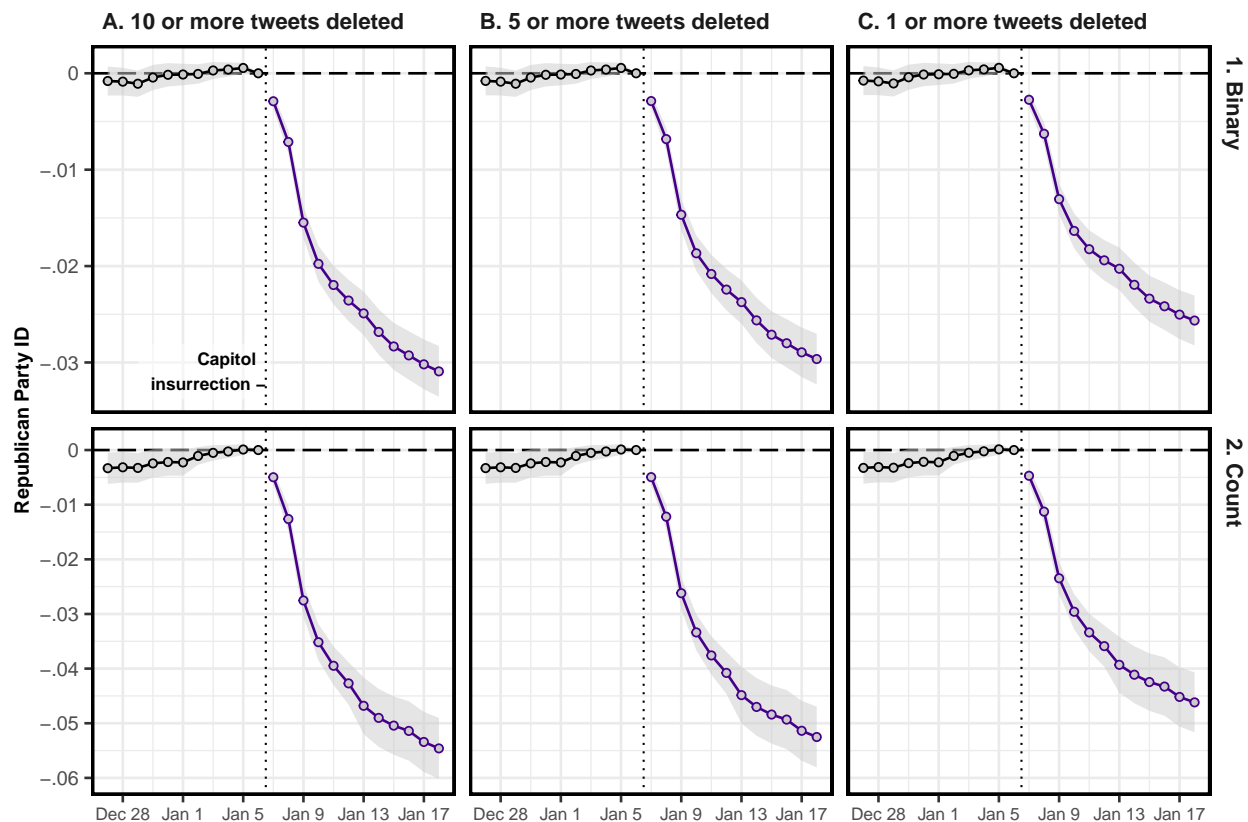 A. 10 or more tweets deleted
B. 5 or more tweets deleted
C. 1 or more tweets deleted
Republican Party ID
0
−.01
−.02
−.03
Capitol
insurrection
1. Binary
0
−.01
−.02
−.03
−.04
−.05
−.06
2. Count
Dec 28 Jan 1 Jan 5 Jan 9 Jan 13 Jan 17
Dec 28 Jan 1 Jan 5 Jan 9 Jan 13 Jan 17
Dec 28 Jan 1 Jan 5 Jan 9 Jan 13 Jan 17